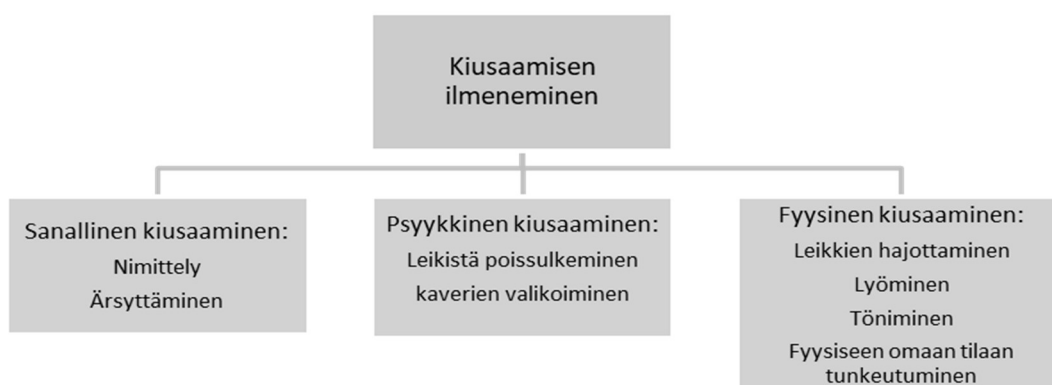 Kiusaamisen
ilmeneminen
Sanallinen kiusaaminen:
Nimittely
Ärsyttäminen
Psyykkinen kiusaaminen:
Leikistä poissulkeminen
kaverien valikoiminen
Fyysinen kiusaaminen:
Leikkien hajottaminen
Lyöminen
Töniminen
Fyysiseen omaan tilaan
tunkeutuminen